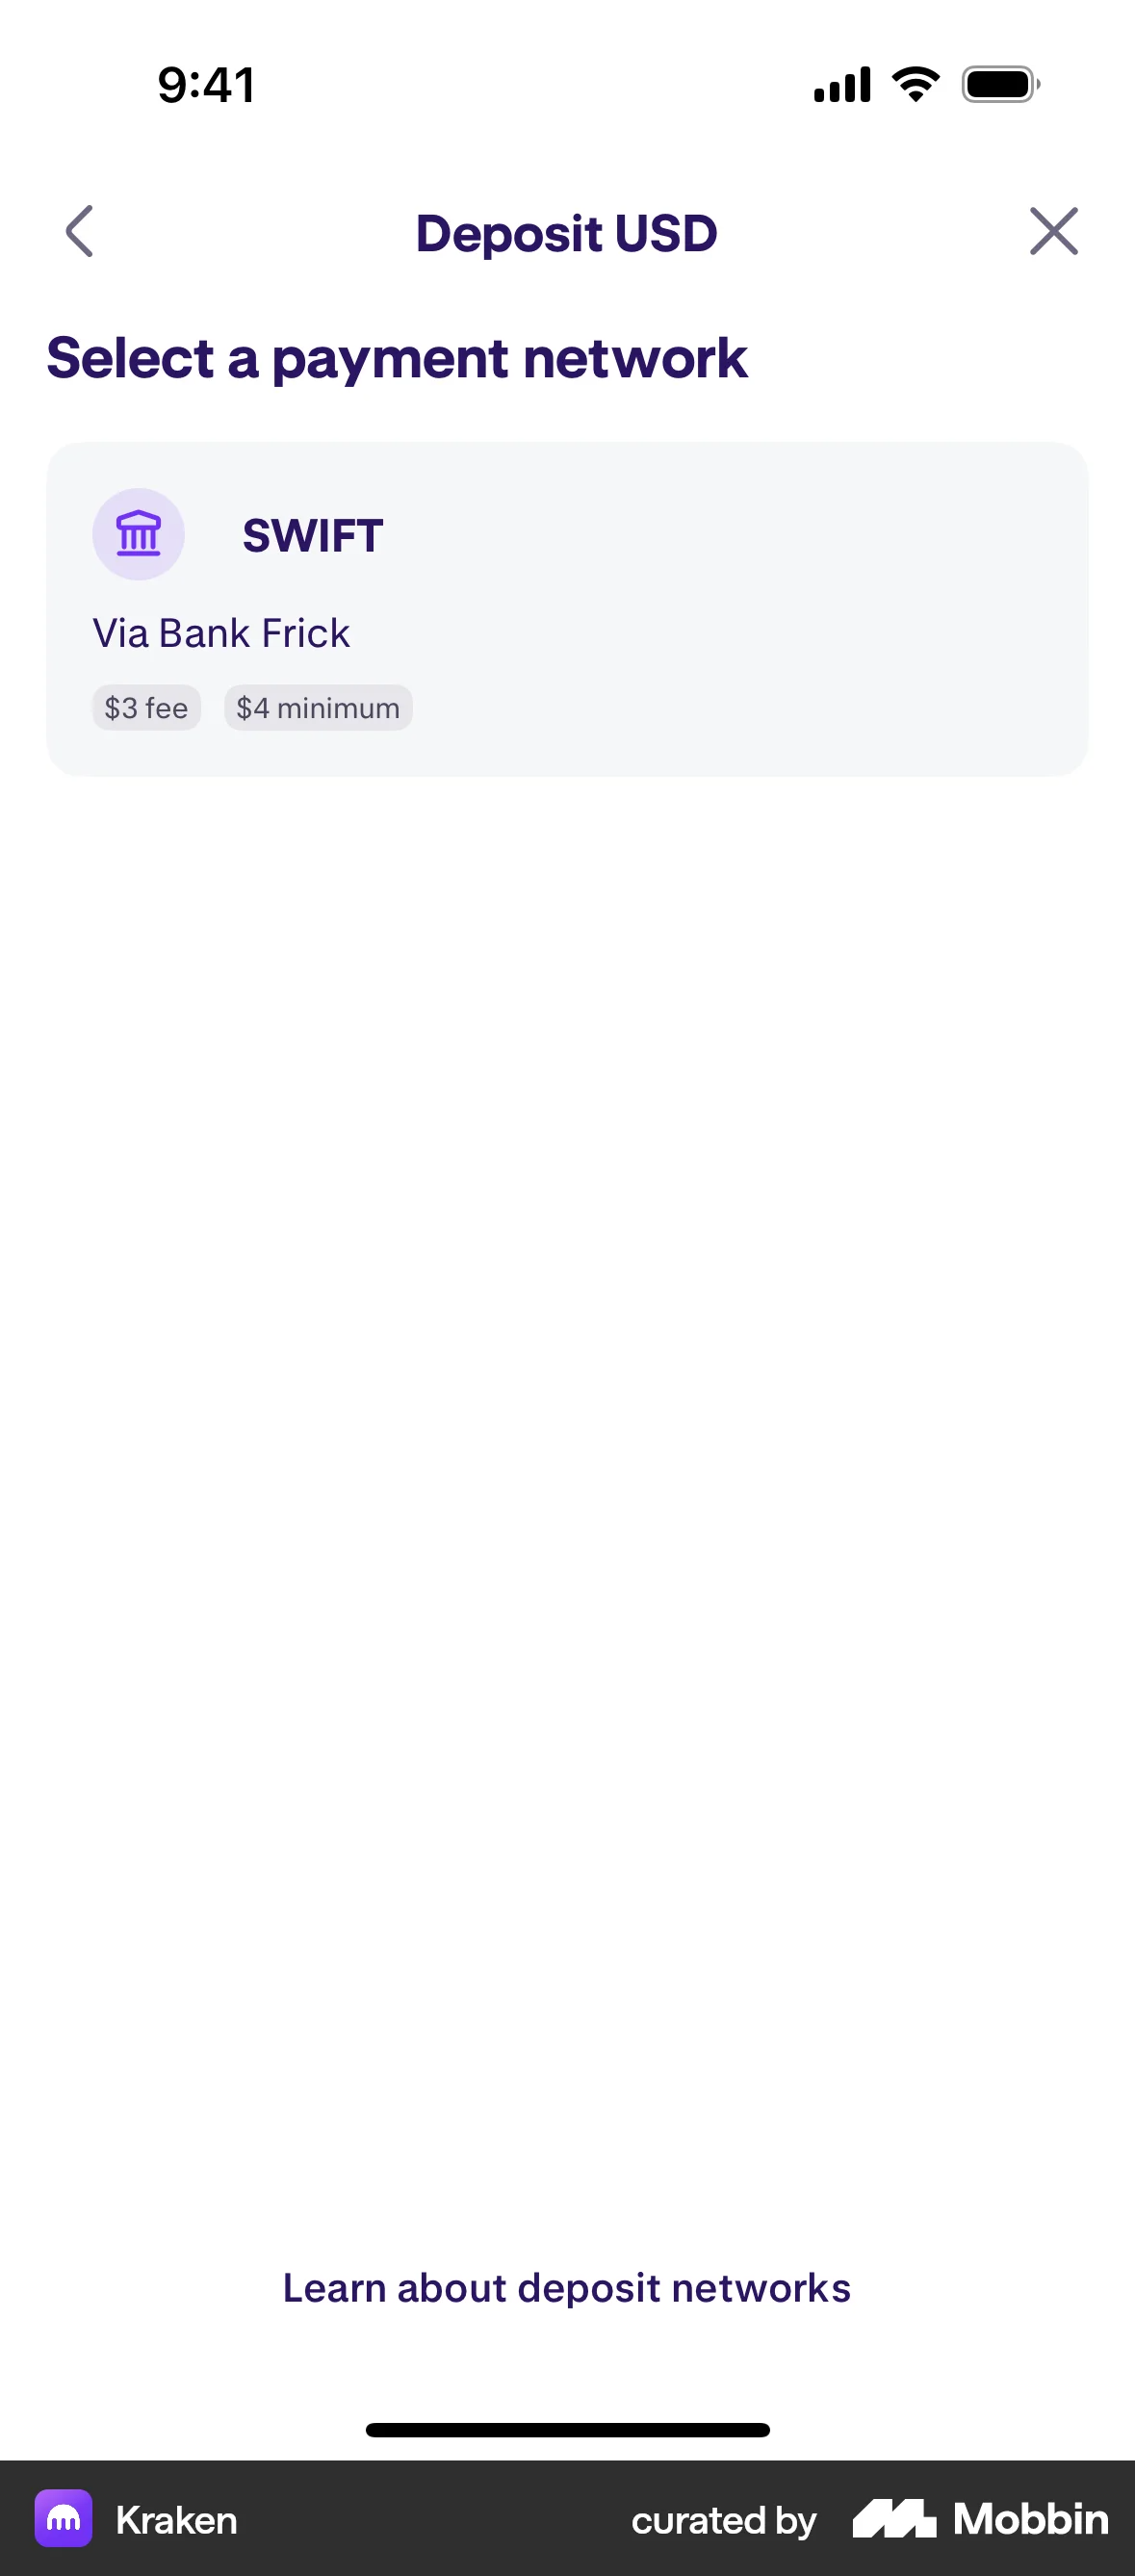 9:41
Deposit USD
Select a payment network
SWIFT
Via Bank Frick
$3 fee $4 minimum
Learn about deposit networks
Kraken curated by Mobbin